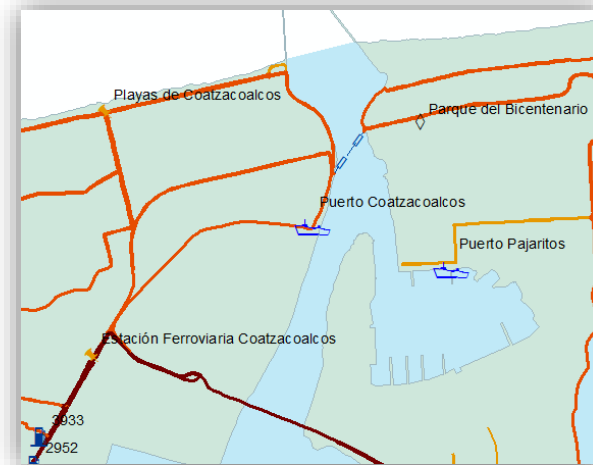 Playas de Coatzacoalcos
Parque del Bicentenario
Puerto Coatzacoalcos
Puerto Pajaritos
Estación Ferroviaria Coatzacoalcos
3933
2952